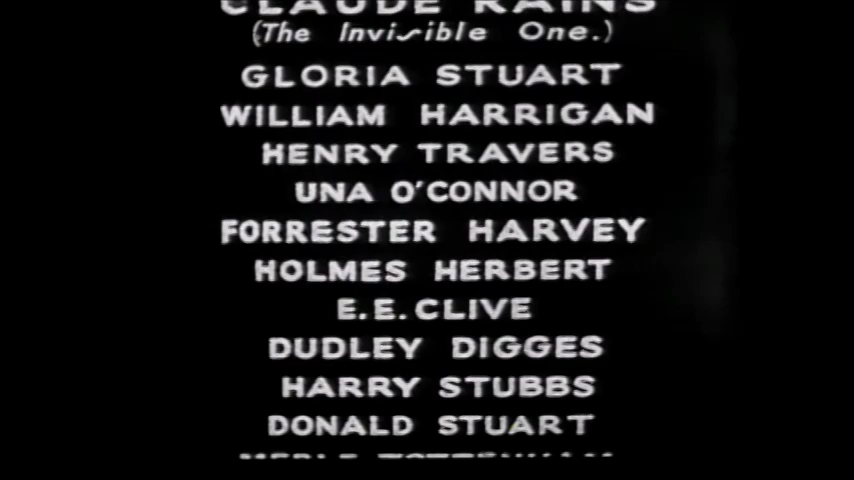 CLAUDE RAINS
(The Invisible One.)
GLORIA STUART
WILLIAM HARRIGAN
HENRY TRAVERS
UNA O'CONNOR
FORRESTER HARVEY
HOLMES HERBERT
E.E. CLIVE
DUDLEY DIGGES
HARRY STUBBS
DONALD STUART